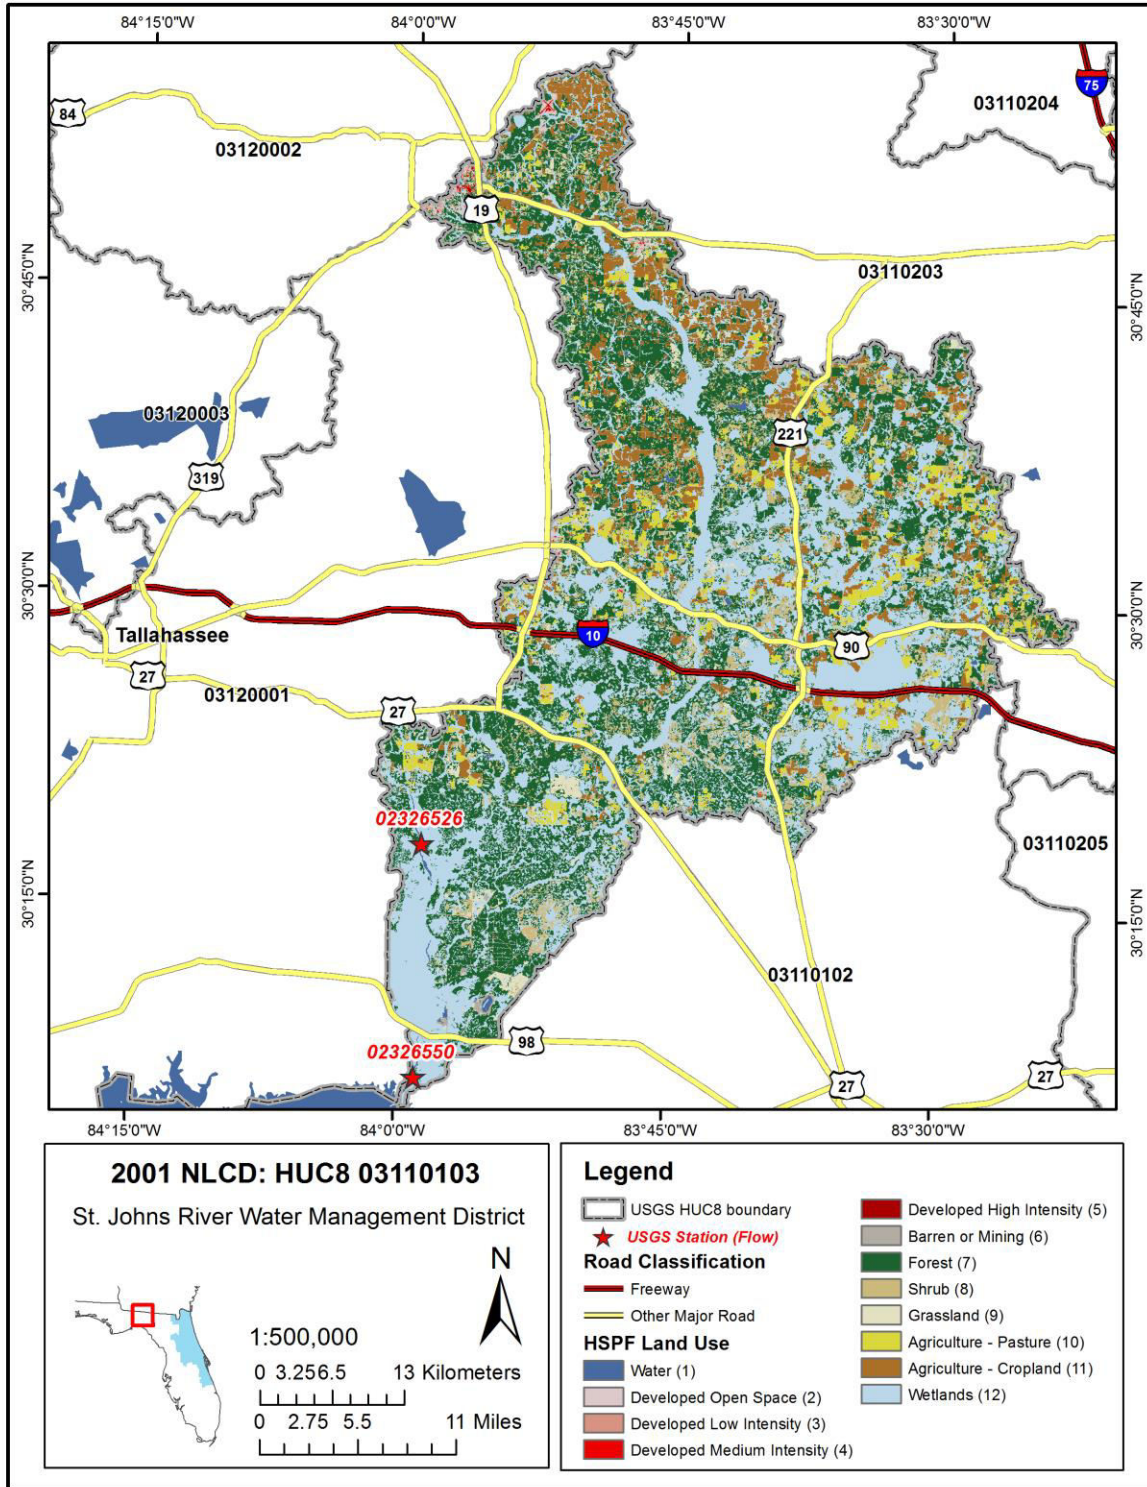 84°15'0"W 84°0'0"W 83°45'0"W 83°30'0"W
75
84
03110204
03120002
19
03110203
30°45'0"N
30°45'0"N
03120003
221
319
30°30'0"N
30°30'0"N
Tallahassee
10
90
27
03120001
27
02326526
03110205
30°15'0"N
30°15'0"N
03110102
98
02326550
27
27
84°15'0"W 84°0'0"W 83°45'0"W 83°30'0"W
2001 NLCD: HUC8 03110103
St. Johns River Water Management District
N
1:500,000
0 3.256.5 13 Kilometers
0 2.75 5.5 11 Miles
Legend
USGS HUC8 boundary
USGS Station (Flow)
Road Classification
Freeway
Other Major Road
HSPF Land Use
Water (1)
Developed Open Space (2)
Developed Low Intensity (3)
Developed Medium Intensity (4)
Developed High Intensity (5)
Barren or Mining (6)
Forest (7)
Shrub (8)
Grassland (9)
Agriculture - Pasture (10)
Agriculture - Cropland (11)
Wetlands (12)